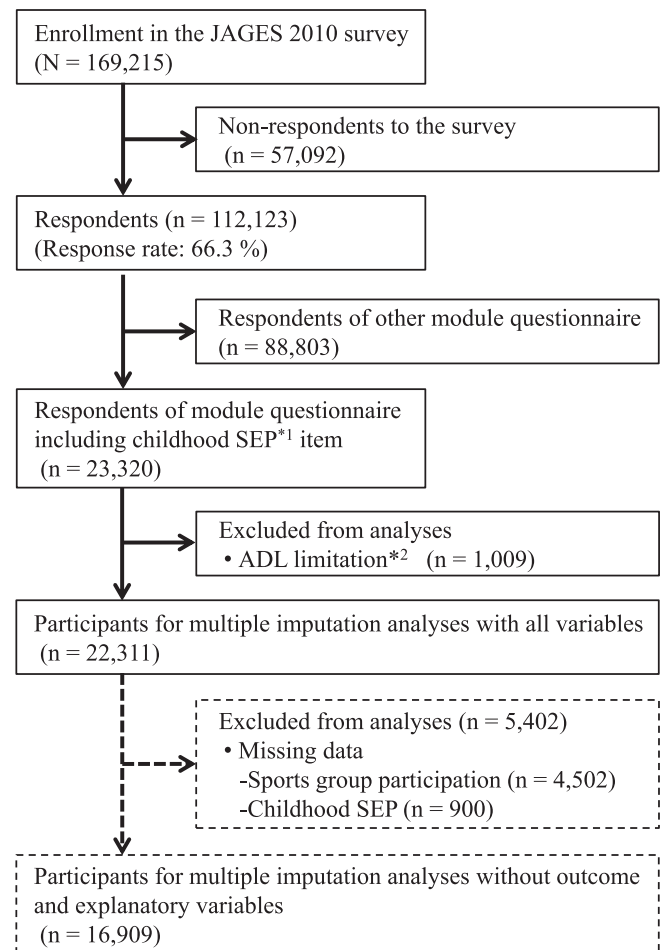 Enrollment in the JAGES 2010 survey
(N = 169,215)
Non-respondents to the survey
(n = 57,092)
Respondents (n = 112,123)
(Response rate: 66.3 %)
Respondents of other module questionnaire
(n = 88,803)
Respondents of module questionnaire
including childhood SEP*1 item
(n = 23,320)
Excluded from analyses
• ADL limitation*2 (n = 1,009)
Participants for multiple imputation analyses with all variables
(n = 22,311)
Excluded from analyses (n = 5,402)
• Missing data
-Sports group participation (n = 4,502)
-Childhood SEP (n = 900)
Participants for multiple imputation analyses without outcome
and explanatory variables
(n = 16,909)